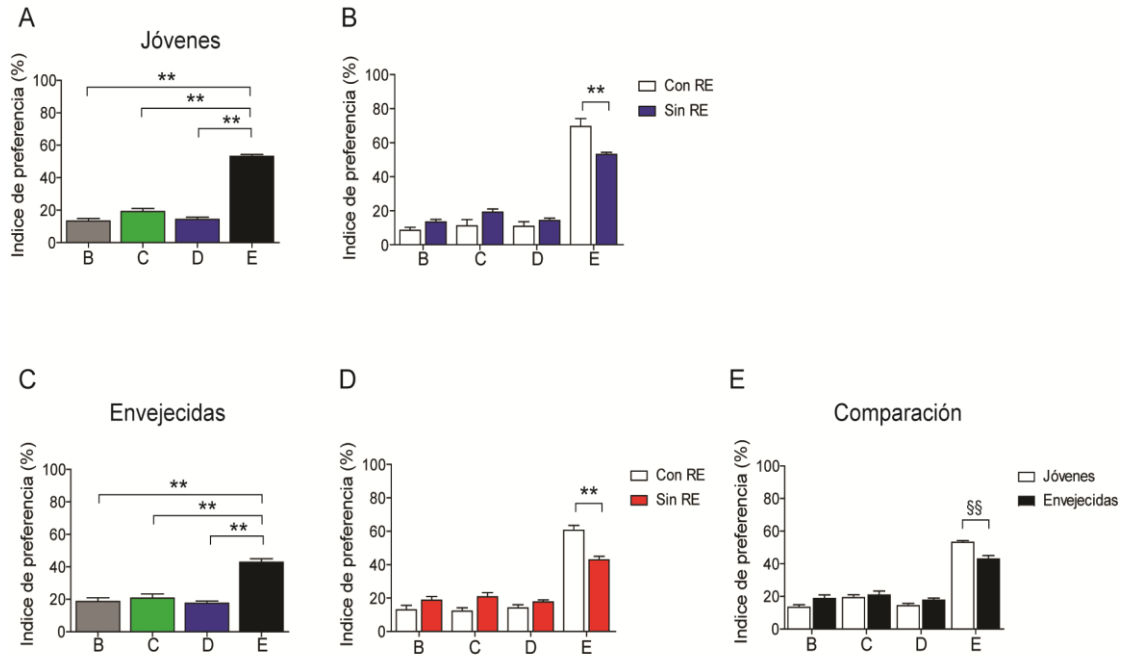 A
Jóvenes
Indice de preferencia (%)
100
80
60
40
20
0
**
**
**
B C D E
B
Indice de preferencia (%)
100
80
60
40
20
0
**
Con RE
Sin RE
B C D E
C
Envejecidas
Indice de preferencia (%)
100
80
60
40
20
0
**
**
**
B C D E
D
Indice de preferencia (%)
100
80
60
40
20
0
**
Con RE
Sin RE
B C D E
E
Comparación
Indice de preferencia (%)
100
80
60
40
20
0
§§
Jóvenes
Envejecidas
B C D E